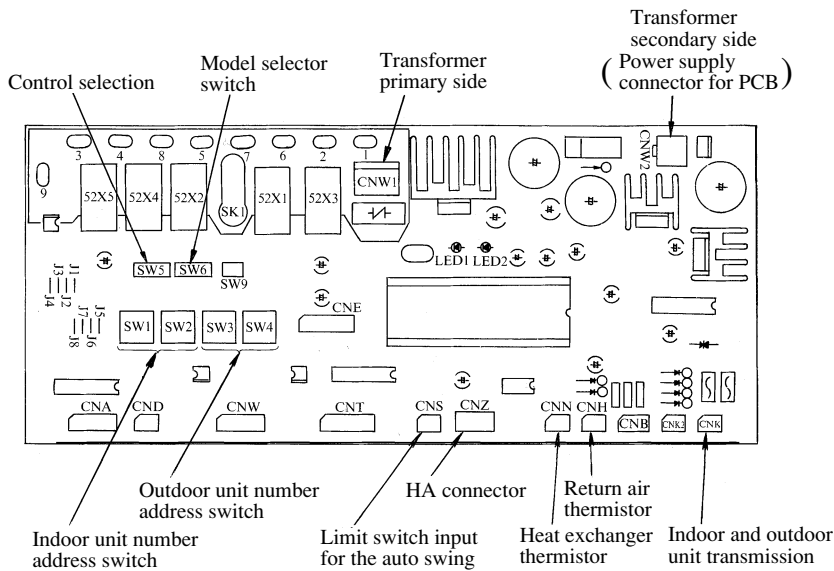 Transformer
secondary side
(Power supply
connector for PCB)
Model selector
switch
Transformer
primary side
Control selection
3
4
8
5
7
6
2
1
9
52X5
52X4
52X2
SK1
52X1
52X3
CNW1
CNW2
LED1
LED2
SW5
SW6
SW9
J1
J3
J2
J4
J5
J7
J6
J8
SW1
SW2
SW3
SW4
CNE
CNA
CND
CNW
CNT
CNS
CNZ
CNN
CNH
CNB
CNK2
CNK
Outdoor unit number
address switch
HA connector
Return air
thermistor
Indoor unit number
address switch
Limit switch input
for the auto swing
Heat exchanger
thermistor
Indoor and outdoor
unit transmission